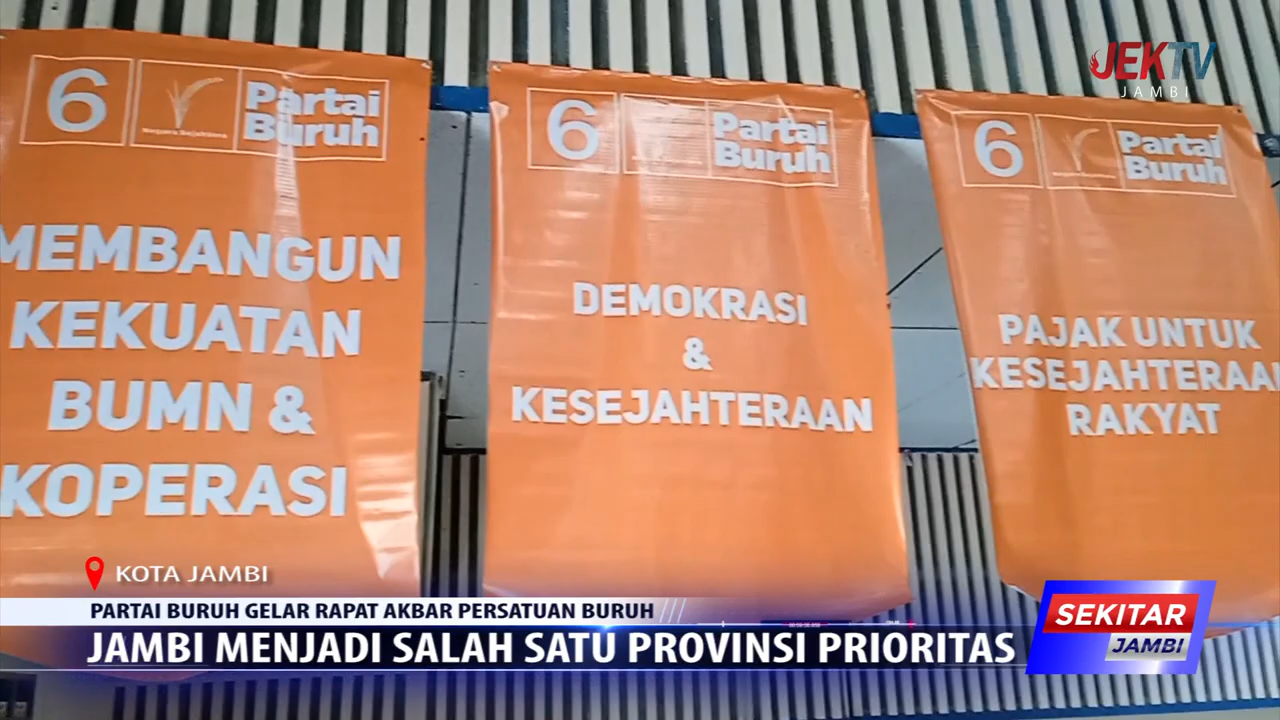 JEKTV
JAMBI
6
Negara Sejahtera
Partai
Buruh
MEMBANGUN
KEKUATAN
BUMN &
KOPERASI
6
Partai
Buruh
DEMOKRASI
&
KESEJAHTERAAN
6
Partai
Buruh
PAJAK UNTUK
KESEJAHTERAAN
RAKYAT
KOTA JAMBI
PARTAI BURUH GELAR RAPAT AKBAR PERSATUAN BURUH
JAMBI MENJADI SALAH SATU PROVINSI PRIORITAS
SEKITAR
JAMBI